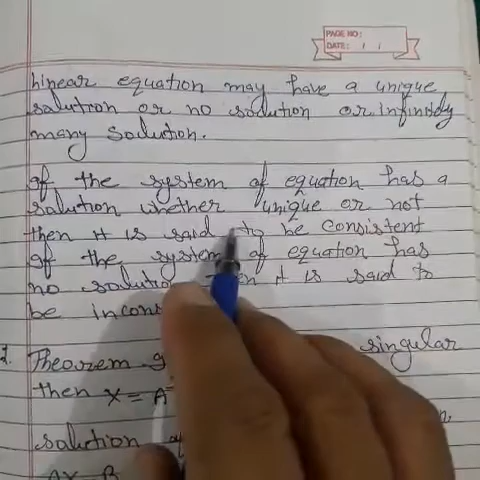 PAGE NO:
DATE: / /
Linear equation may have a unique
solution or no solution or infinitely
many solution.
If the system of equation has a
solution whether unique or not
then it is said to be consistent
If the system of equation has
no solution it is said to
be
2. Theorem singular
then X = A
solution